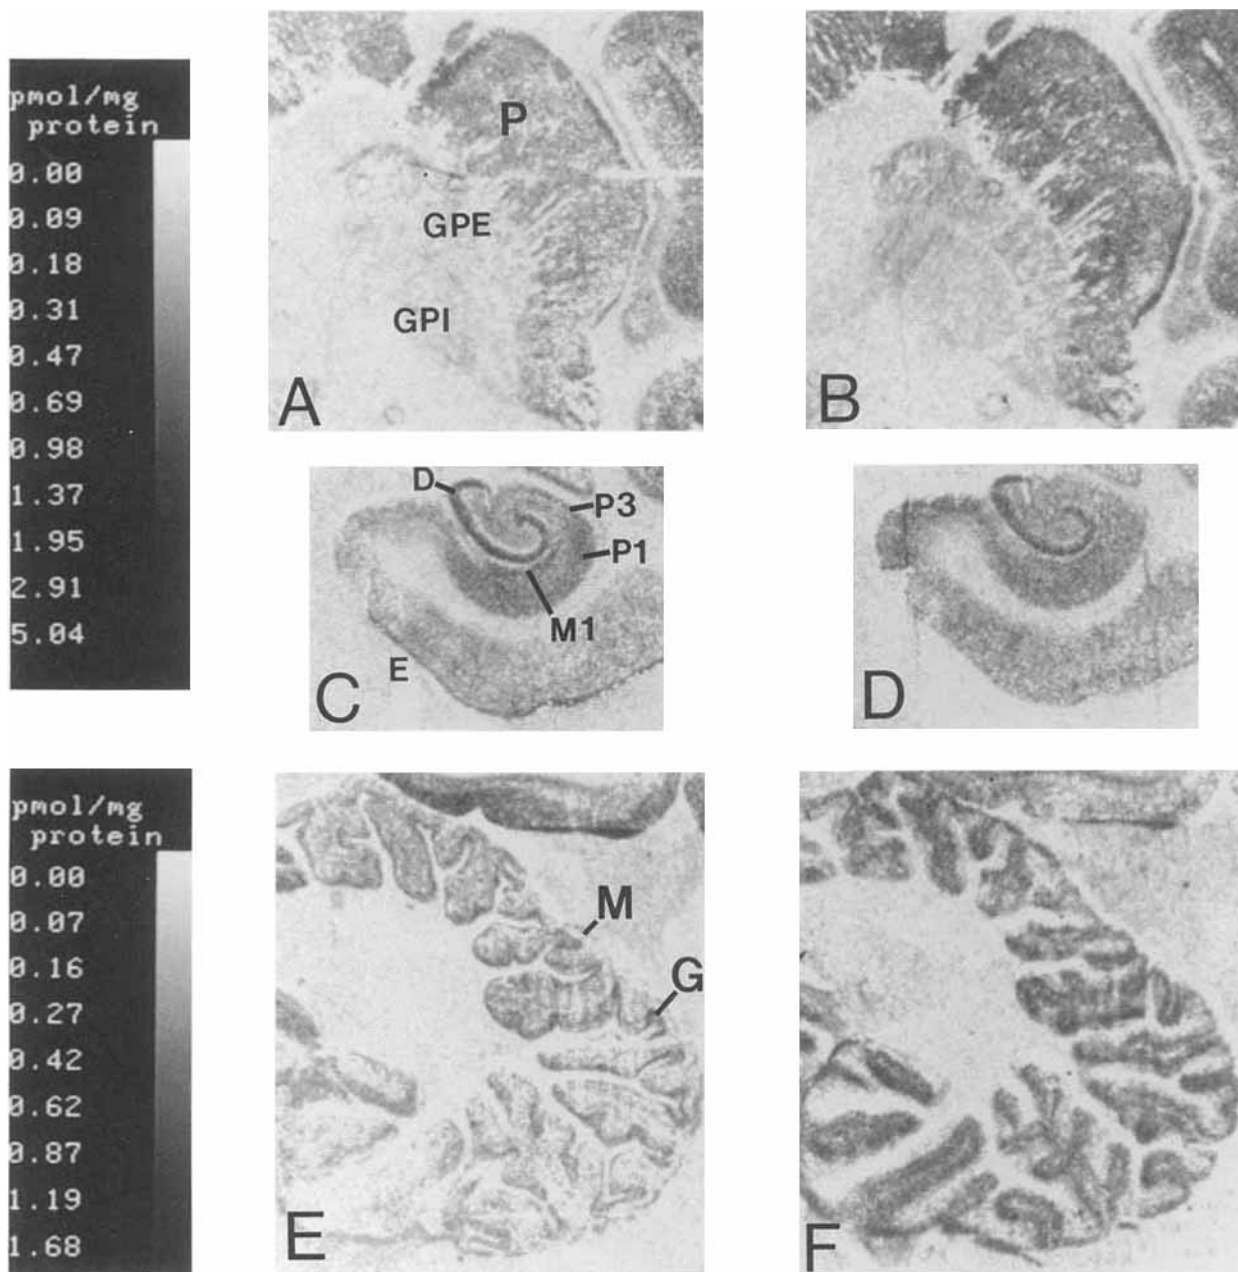 pmol/mg
protein
0.00
0.09
0.18
0.31
0.47
0.69
0.98
1.37
1.95
2.91
5.04
P
GPE
GPI
A
B
D
P3
P1
M1
E
C
D
pmol/mg
protein
0.00
0.07
0.16
0.27
0.42
0.62
0.87
1.19
1.68
M
G
E
F